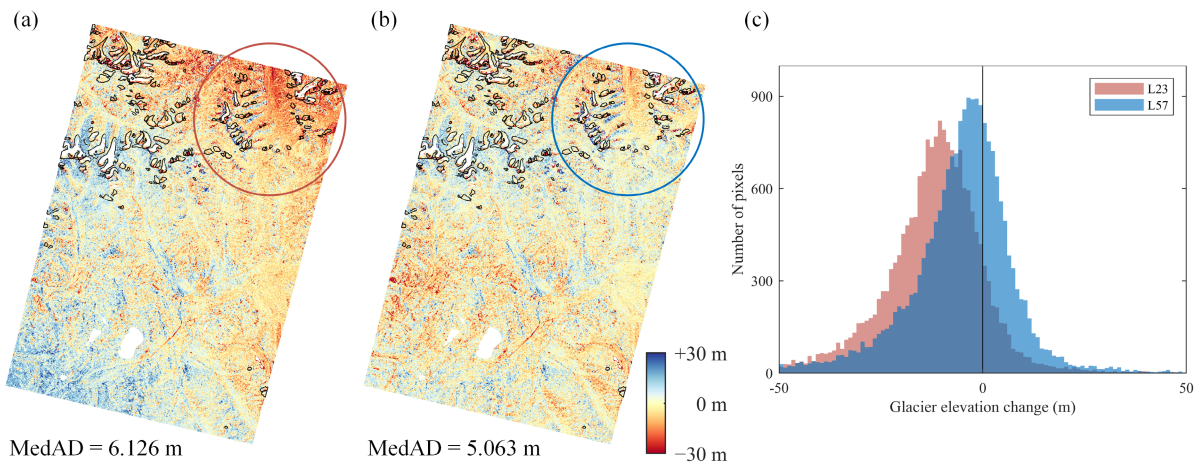 (a)
(b)
(c)
+30 m
0 m
−30 m
MedAD = 6.126 m
MedAD = 5.063 m
L23
L57
900
600
300
0
-50
0
50
Number of pixels
Glacier elevation change (m)